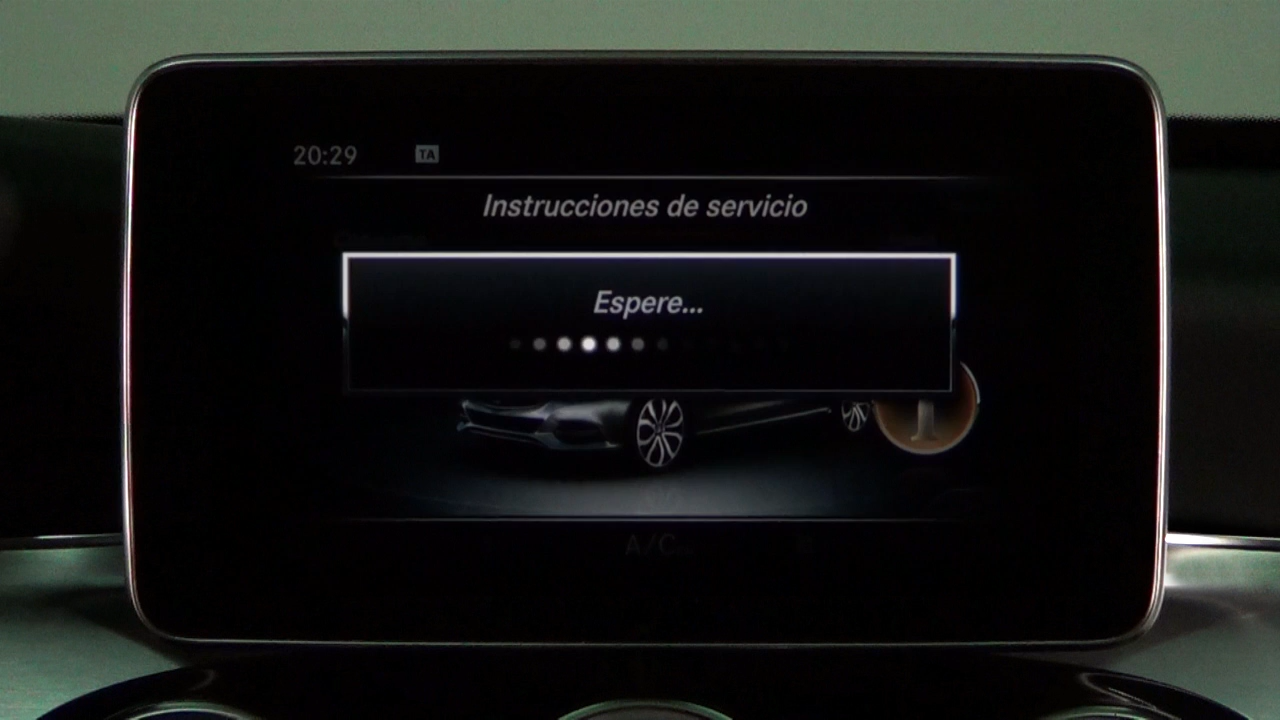 20:29 TA
Instrucciones de servicio
Espere...
i
A/C